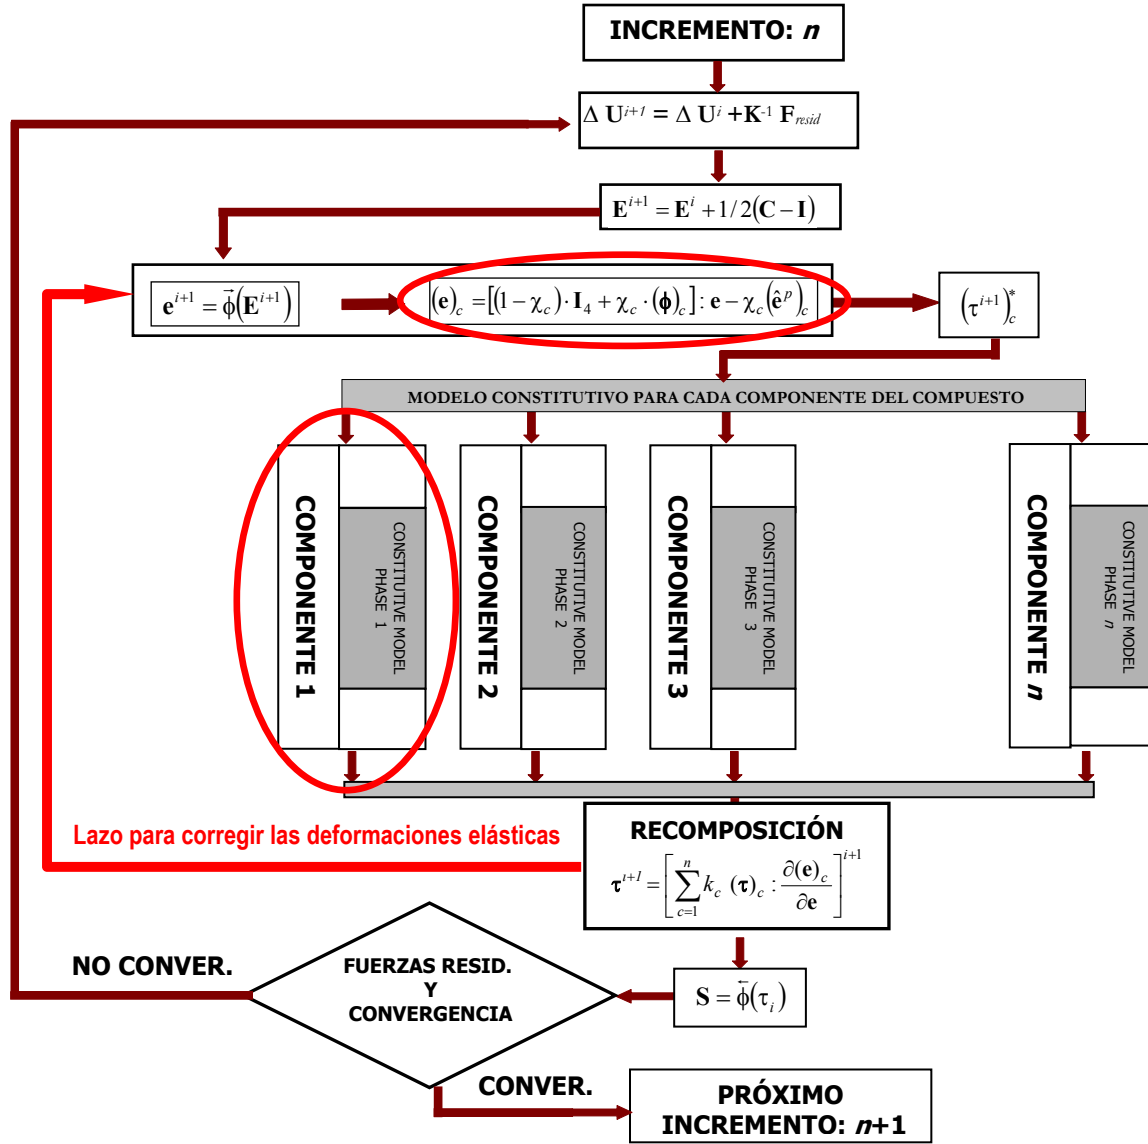 INCREMENTO: n
Δ U^{i+1} = Δ U^i + K^{-1} F_{resid}
E^{i+1} = E^i + 1/2(C − I)
e^{i+1} = \vec{ϕ}(E^{i+1})
(e)_c = [(1 − χ_c) · I_4 + χ_c · (ϕ)_c] : e − χ_c (ê^p)_c
(τ^{i+1})_c^*
MODELO CONSTITUTIVO PARA CADA COMPONENTE DEL COMPUESTO
COMPONENTE 1
CONSTITUTIVE MODEL
PHASE 1
COMPONENTE 2
CONSTITUTIVE MODEL
PHASE 2
COMPONENTE 3
CONSTITUTIVE MODEL
PHASE 3
COMPONENTE n
CONSTITUTIVE MODEL
PHASE n
Lazo para corregir las deformaciones elásticas
RECOMPOSICIÓN
τ^{i+1} = [∑_{c=1}^{n} k_c (τ)_c : ∂(e)_c / ∂e]^{i+1}
S = \overleftarrow{ϕ}(τ_i)
NO CONVER.
FUERZAS RESID.
Y
CONVERGENCIA
CONVER.
PRÓXIMO
INCREMENTO: n+1